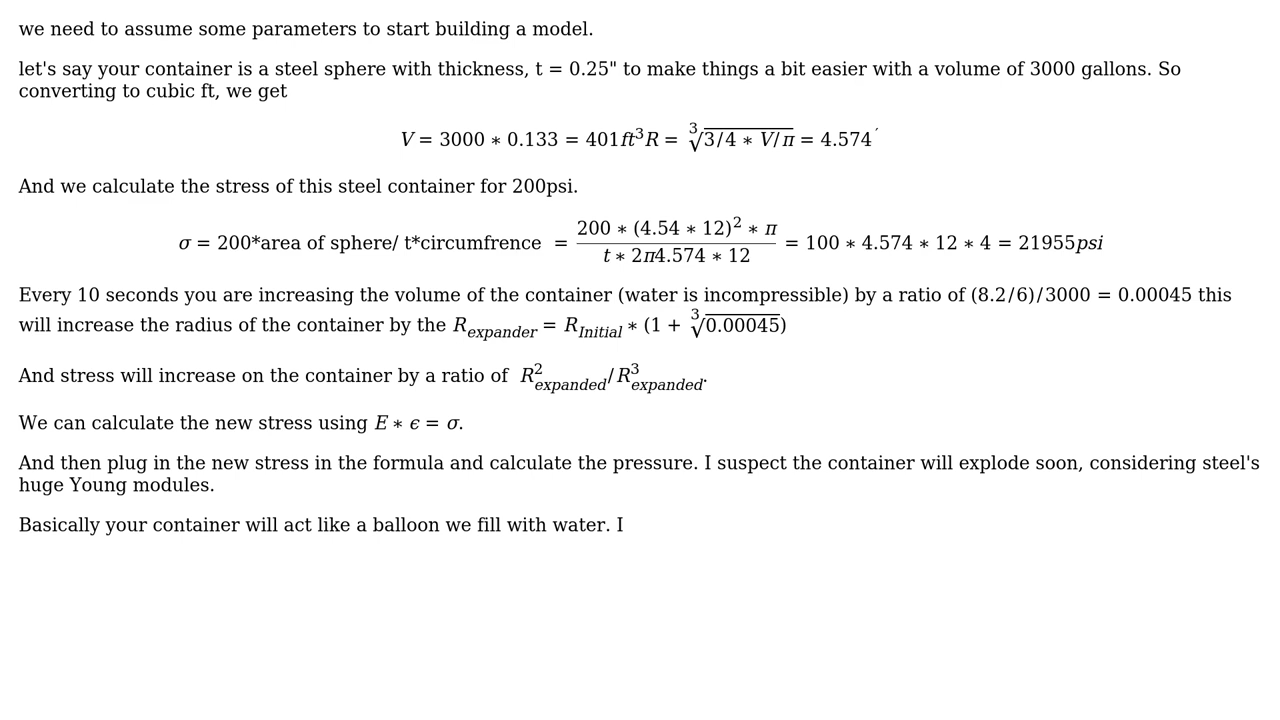 we need to assume some parameters to start building a model.
let's say your container is a steel sphere with thickness, t = 0.25" to make things a bit easier with a volume of 3000 gallons. So
converting to cubic ft, we get
V = 3000 ∗ 0.133 = 401ft³R = ∛(3/4 ∗ V/π) = 4.574′
And we calculate the stress of this steel container for 200psi.
σ = 200*area of sphere/ t*circumfrence = (200 ∗ (4.54 ∗ 12)² ∗ π)/(t ∗ 2π4.574 ∗ 12) = 100 ∗ 4.574 ∗ 12 ∗ 4 = 21955psi
Every 10 seconds you are increasing the volume of the container (water is incompressible) by a ratio of (8.2/6)/3000 = 0.00045 this
will increase the radius of the container by the R_expander = R_Initial ∗ (1 + ∛0.00045)
And stress will increase on the container by a ratio of R²_expanded/R³_expanded.
We can calculate the new stress using E ∗ ϵ = σ.
And then plug in the new stress in the formula and calculate the pressure. I suspect the container will explode soon, considering steel's
huge Young modules.
Basically your container will act like a balloon we fill with water. I